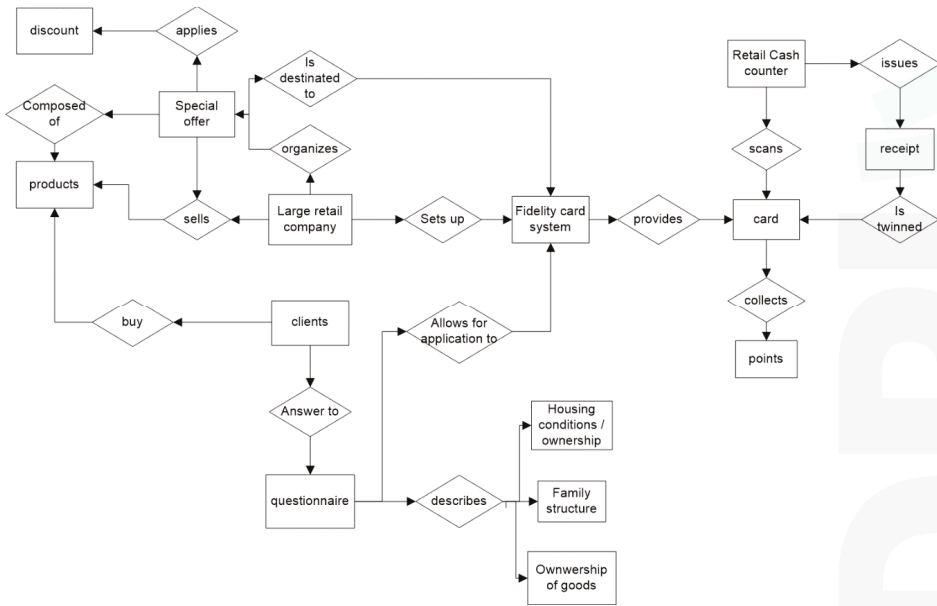 discount
applies
Is
destinated
to
Retail Cash
counter
issues
Composed
of
Special
offer
organizes
scans
receipt
products
sells
Large retail
company
Sets up
Fidelity card
system
provides
card
Is
twinned
buy
clients
Allows for
application to
collects
points
Answer to
Housing
conditions /
ownership
questionnaire
describes
Family
structure
Ownwership
of goods